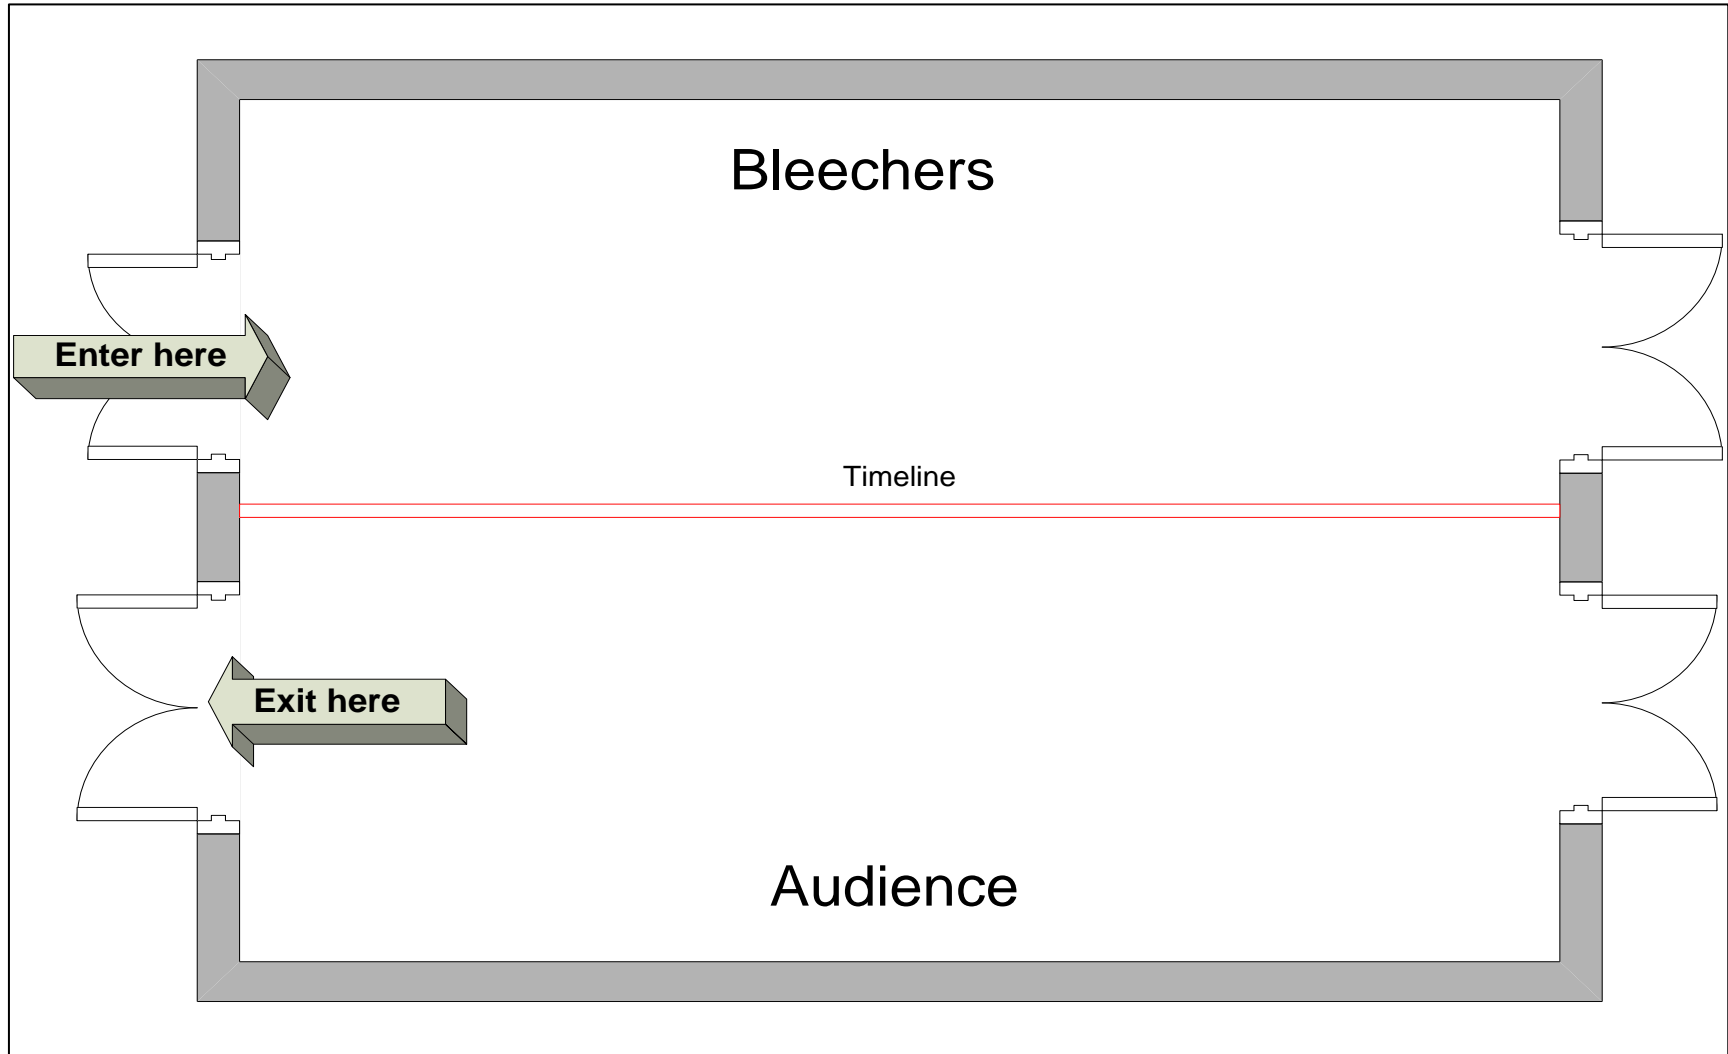 Bleechers
Enter here
Timeline
Exit here
Audience